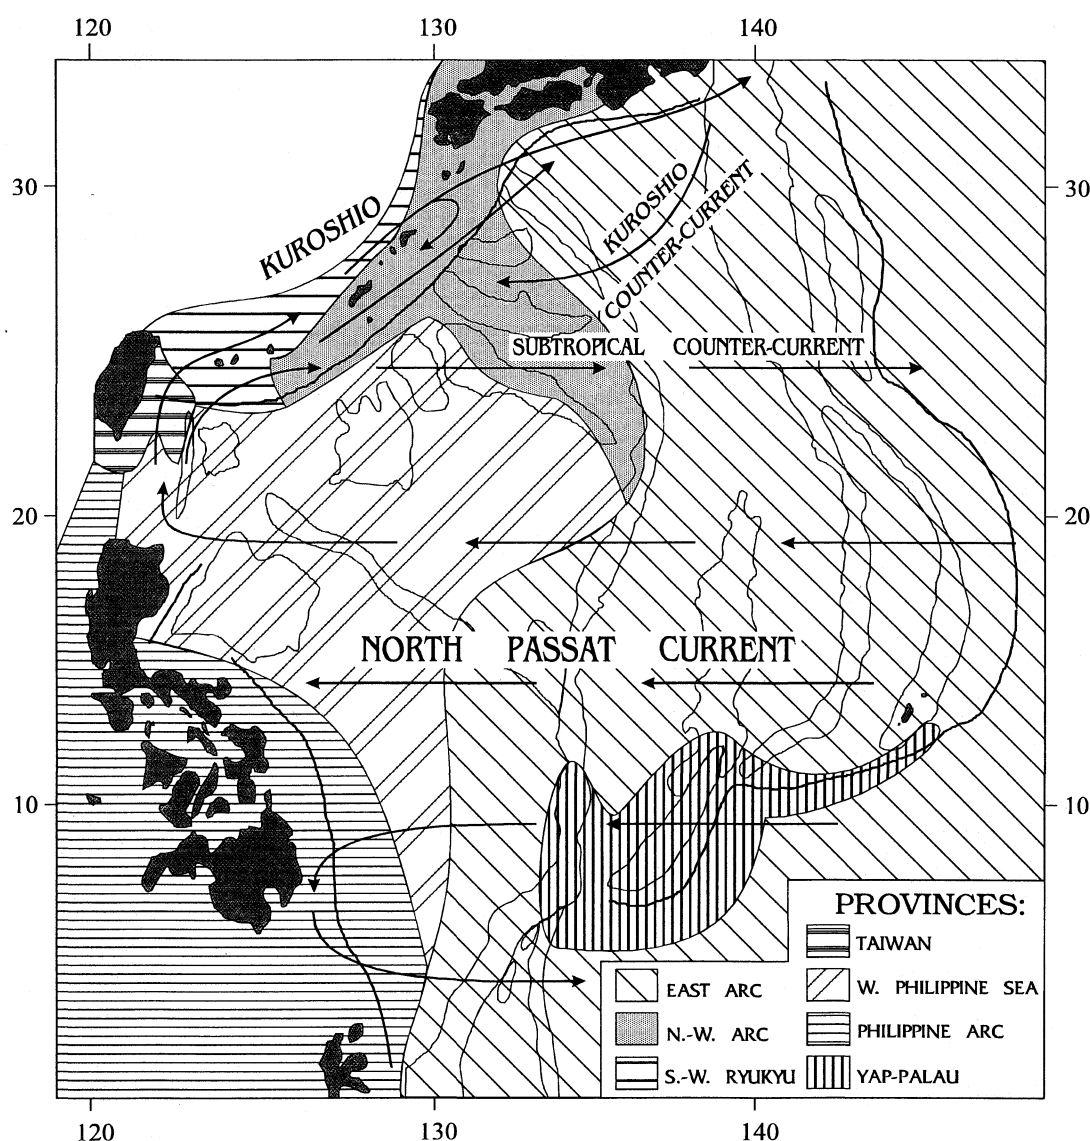 120 130 140
30 30
KUROSHIO
KUROSHIO
COUNTER-CURRENT
SUBTROPICAL COUNTER-CURRENT
20 20
NORTH PASSAT CURRENT
10 10
PROVINCES:
TAIWAN
EAST ARC
W. PHILIPPINE SEA
N.-W. ARC
PHILIPPINE ARC
S.-W. RYUKYU
YAP-PALAU
120 130 140